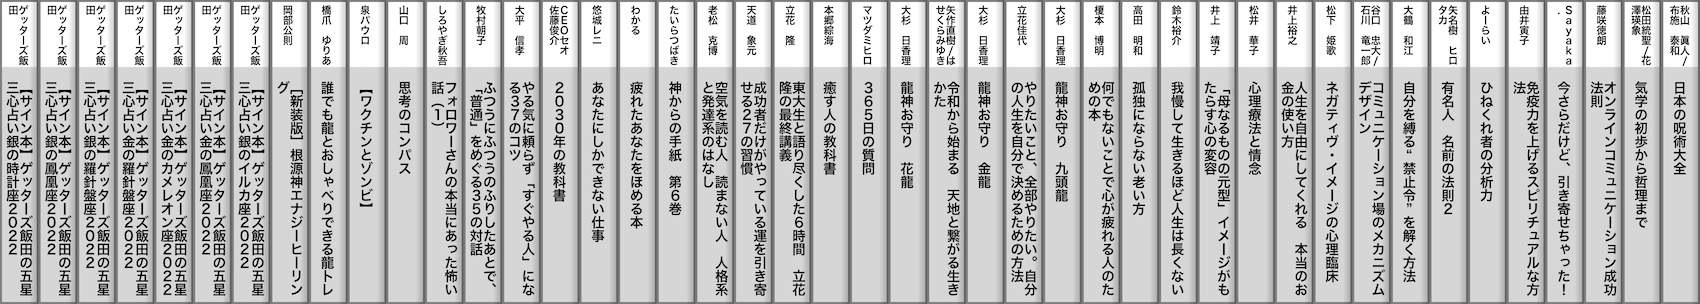 秋山 眞人/
布施 泰和
日本の呪術大全
松田統聖/花
澤瑛象
気学の初歩から哲理まで
藤咲徳朗
オンラインコミュニケーション成功
法則
Ｓａｙａｋａ
．
今さらだけど、引き寄せちゃった！
由井寅子
免疫力を上げるスピリチュアルな方
法
よーらい
ひねくれ者の分析力
矢名樹 ヒロ
タカ
有名人 名前の法則２
大鶴 和江
自分を縛る“禁止令”を解く方法
谷口 忠大/
石川 竜一郎
コミュニケーション場のメカニズム
デザイン
松下 姫歌
ネガティヴ・イメージの心理臨床
井上裕之
人生を自由にしてくれる 本当のお
金の使い方
松井 華子
心理療法と情念
井上 靖子
「母なるものの元型」イメージがも
たらす心の変容
鈴木裕介
我慢して生きるほど人生は長くない
高田 明和
孤独にならない老い方
榎本 博明
何でもないことで心が疲れる人のた
めの本
大杉 日香理
龍神お守り 九頭龍
立花佳代
やりたいこと、全部やりたい。自分
の人生を自分で決めるための方法
大杉 日香理
龍神お守り 金龍
矢作直樹/は
せくらみゆき
令和から始まる 天地と繋がる生き
かた
大杉 日香理
龍神お守り 花龍
マツダミヒロ
３６５日の質問
本郷綜海
癒す人の教科書
立花 隆
東大生と語り尽くした６時間 立花
隆の最終講義
天道 象元
成功者だけがやっている運を引き寄
せる２７の習慣
老松 克博
空気を読む人 読まない人 人格系
と発達系のはなし
たいらつばき
神からの手紙 第６巻
わかる
疲れたあなたをほめる本
悠城レニ
あなたにしかできない仕事
ＣＥＯセオ
佐藤俊介
２０３０年の教科書
大平 信孝
やる気に頼らず「すぐやる人」にな
る３７のコツ
牧村朝子
ふつうにふつうのふりしたあとで、
「普通」をめぐる３５の対話
しろやぎ秋吾
フォロワーさんの本当にあった怖い
話（１）
山口 周
思考のコンパス
泉パウロ
【ワクチンとゾンビ】
橋爪 ゆりあ
誰でも龍とおしゃべりできる龍トレ
岡部公則
［新装版］根源神エナジーヒーリン
グ
ゲッターズ飯
田
【サイン本】ゲッターズ飯田の五星
三心占い銀のイルカ座２０２２
ゲッターズ飯
田
【サイン本】ゲッターズ飯田の五星
三心占い金の鳳凰座２０２２
ゲッターズ飯
田
【サイン本】ゲッターズ飯田の五星
三心占い金のカメレオン座２０２２
ゲッターズ飯
田
【サイン本】ゲッターズ飯田の五星
三心占い金の羅針盤座２０２２
ゲッターズ飯
田
【サイン本】ゲッターズ飯田の五星
三心占い銀の羅針盤座２０２２
ゲッターズ飯
田
【サイン本】ゲッターズ飯田の五星
三心占い銀の鳳凰座２０２２
ゲッターズ飯
田
【サイン本】ゲッターズ飯田の五星
三心占い銀の時計座２０２２